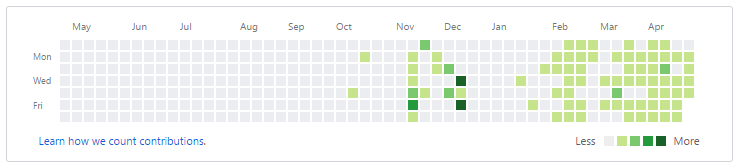 May Jun Jul Aug Sep Oct Nov Dec Jan Feb Mar Apr
Mon
Wed
Fri
Learn how we count contributions. Less More